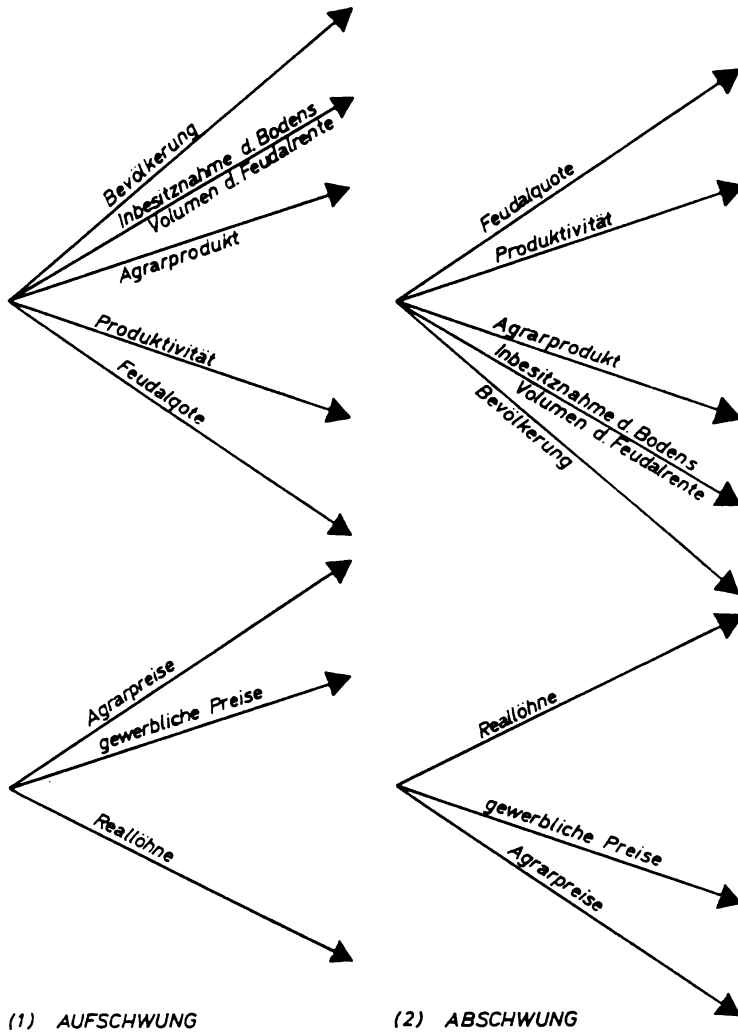 Bevölkerung
Inbesitznahme d. Bodens
Volumen d. Feudalrente
Agrarprodukt
Produktivität
Feudalqote
Agrarpreise
gewerbliche Preise
Reallöhne
(1) AUFSCHWUNG
Feudalquote
Produktivität
Agrarprodukt
Inbesitznahme d. Bodens
Volumen d. Feudalrente
Bevölkerung
Reallöhne
gewerbliche Preise
Agrarpreise
(2) ABSCHWUNG